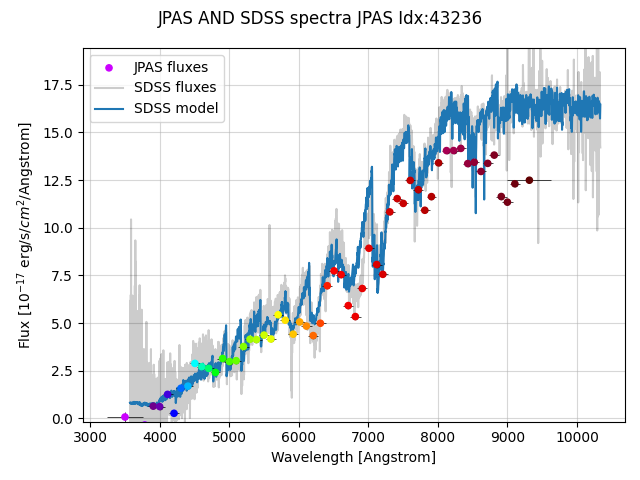 JPAS AND SDSS spectra JPAS Idx:43236
JPAS fluxes
SDSS fluxes
SDSS model
Flux [10^{-17} erg/s/cm^2/Angstrom]
17.5
15.0
12.5
10.0
7.5
5.0
2.5
0.0
3000 4000 5000 6000 7000 8000 9000 10000
Wavelength [Angstrom]